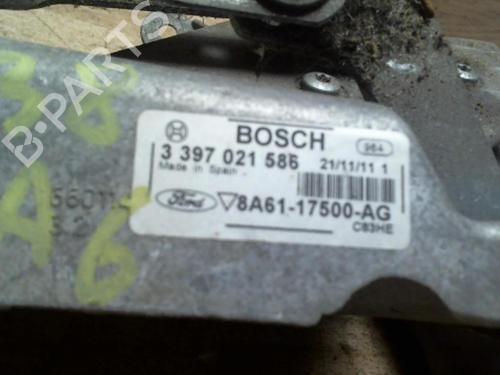 BOSCH
964
3 397 021 586
21/11/11 1
Made in Spain
Ford
8A61-17500-AG
C83HE
B-PARTS
A6